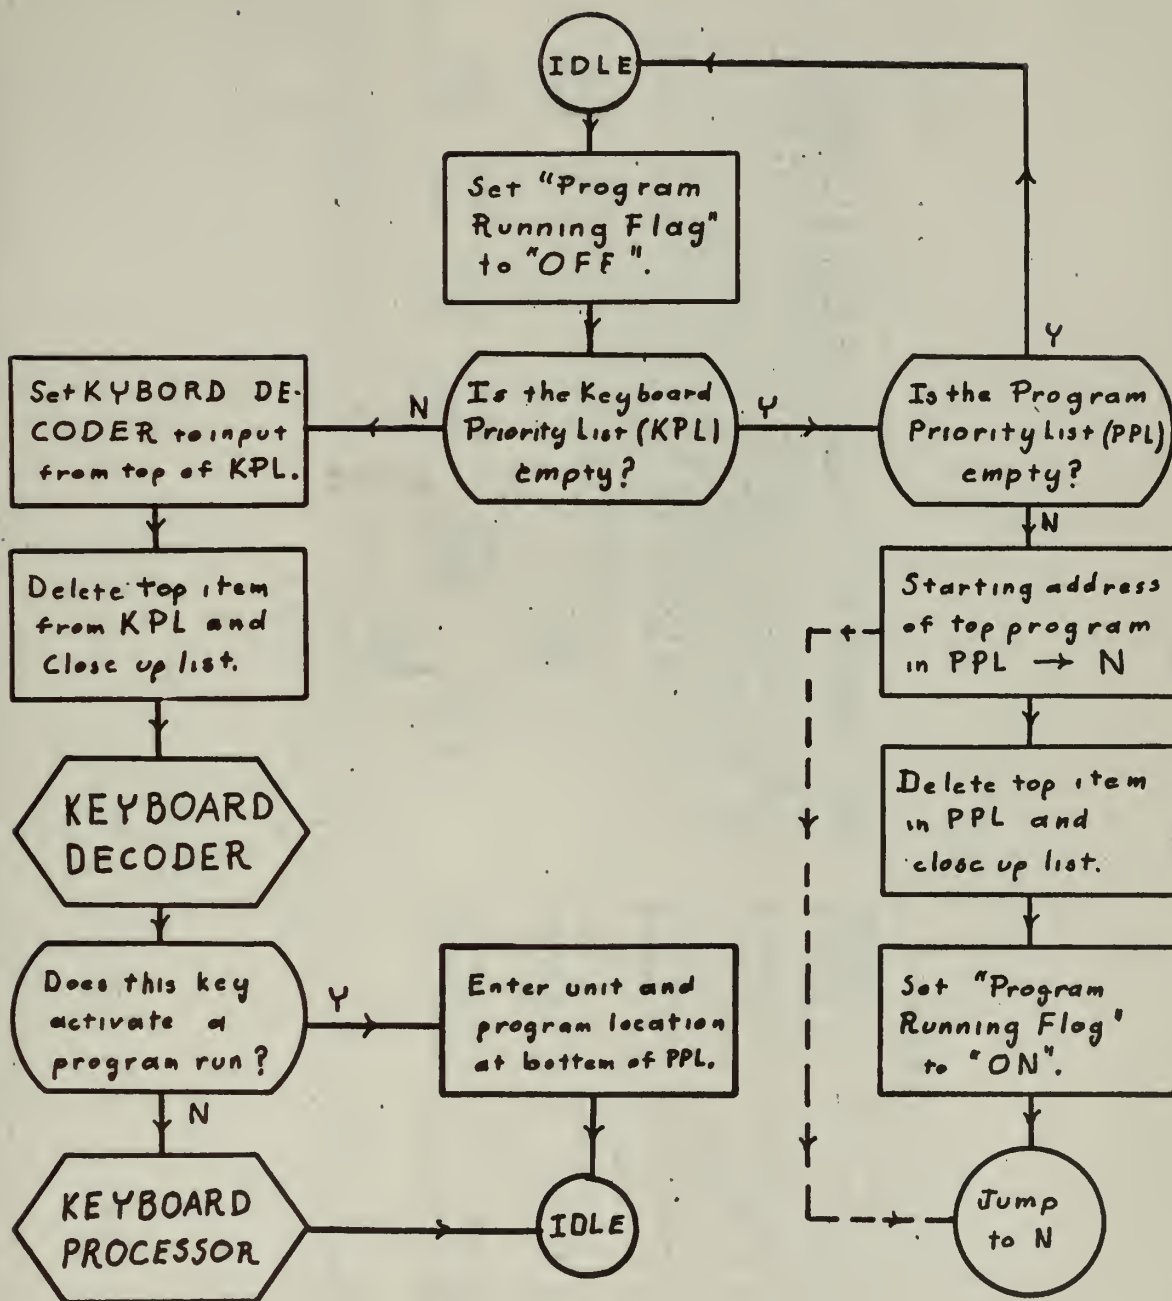 IDLE
Set "Program
Running Flag"
to "OFF".
Is the Keyboard
Priority List (KPL)
empty?
N
Y
Is the Program
Priority List (PPL)
empty?
Y
N
Set KYBORD DE-
CODER to input
from top of KPL.
Delete top item
from KPL and
close up list.
KEYBOARD
DECODER
Does this key
activate a
program run?
Y
N
Enter unit and
program location
at bottom of PPL.
KEYBOARD
PROCESSOR
IDLE
Starting address
of top program
in PPL → N
Delete top item
in PPL and
close up list.
Set "Program
Running Flag"
to "ON".
Jump
to N